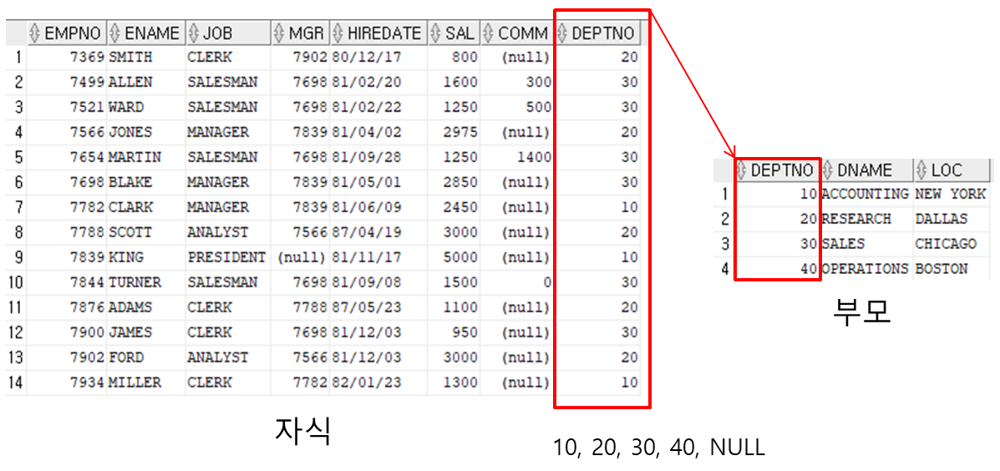 EMPNO ENAME JOB MGR HIREDATE SAL COMM DEPTNO
1 7369 SMITH CLERK 7902 80/12/17 800 (null) 20
2 7499 ALLEN SALESMAN 7698 81/02/20 1600 300 30
3 7521 WARD SALESMAN 7698 81/02/22 1250 500 30
4 7566 JONES MANAGER 7839 81/04/02 2975 (null) 20
5 7654 MARTIN SALESMAN 7698 81/09/28 1250 1400 30
6 7698 BLAKE MANAGER 7839 81/05/01 2850 (null) 30
7 7782 CLARK MANAGER 7839 81/06/09 2450 (null) 10
8 7788 SCOTT ANALYST 7566 87/04/19 3000 (null) 20
9 7839 KING PRESIDENT (null) 81/11/17 5000 (null) 10
10 7844 TURNER SALESMAN 7698 81/09/08 1500 0 30
11 7876 ADAMS CLERK 7788 87/05/23 1100 (null) 20
12 7900 JAMES CLERK 7698 81/12/03 950 (null) 30
13 7902 FORD ANALYST 7566 81/12/03 3000 (null) 20
14 7934 MILLER CLERK 7782 82/01/23 1300 (null) 10
자식
10, 20, 30, 40, NULL
DEPTNO DNAME LOC
1 10 ACCOUNTING NEW YORK
2 20 RESEARCH DALLAS
3 30 SALES CHICAGO
4 40 OPERATIONS BOSTON
부모